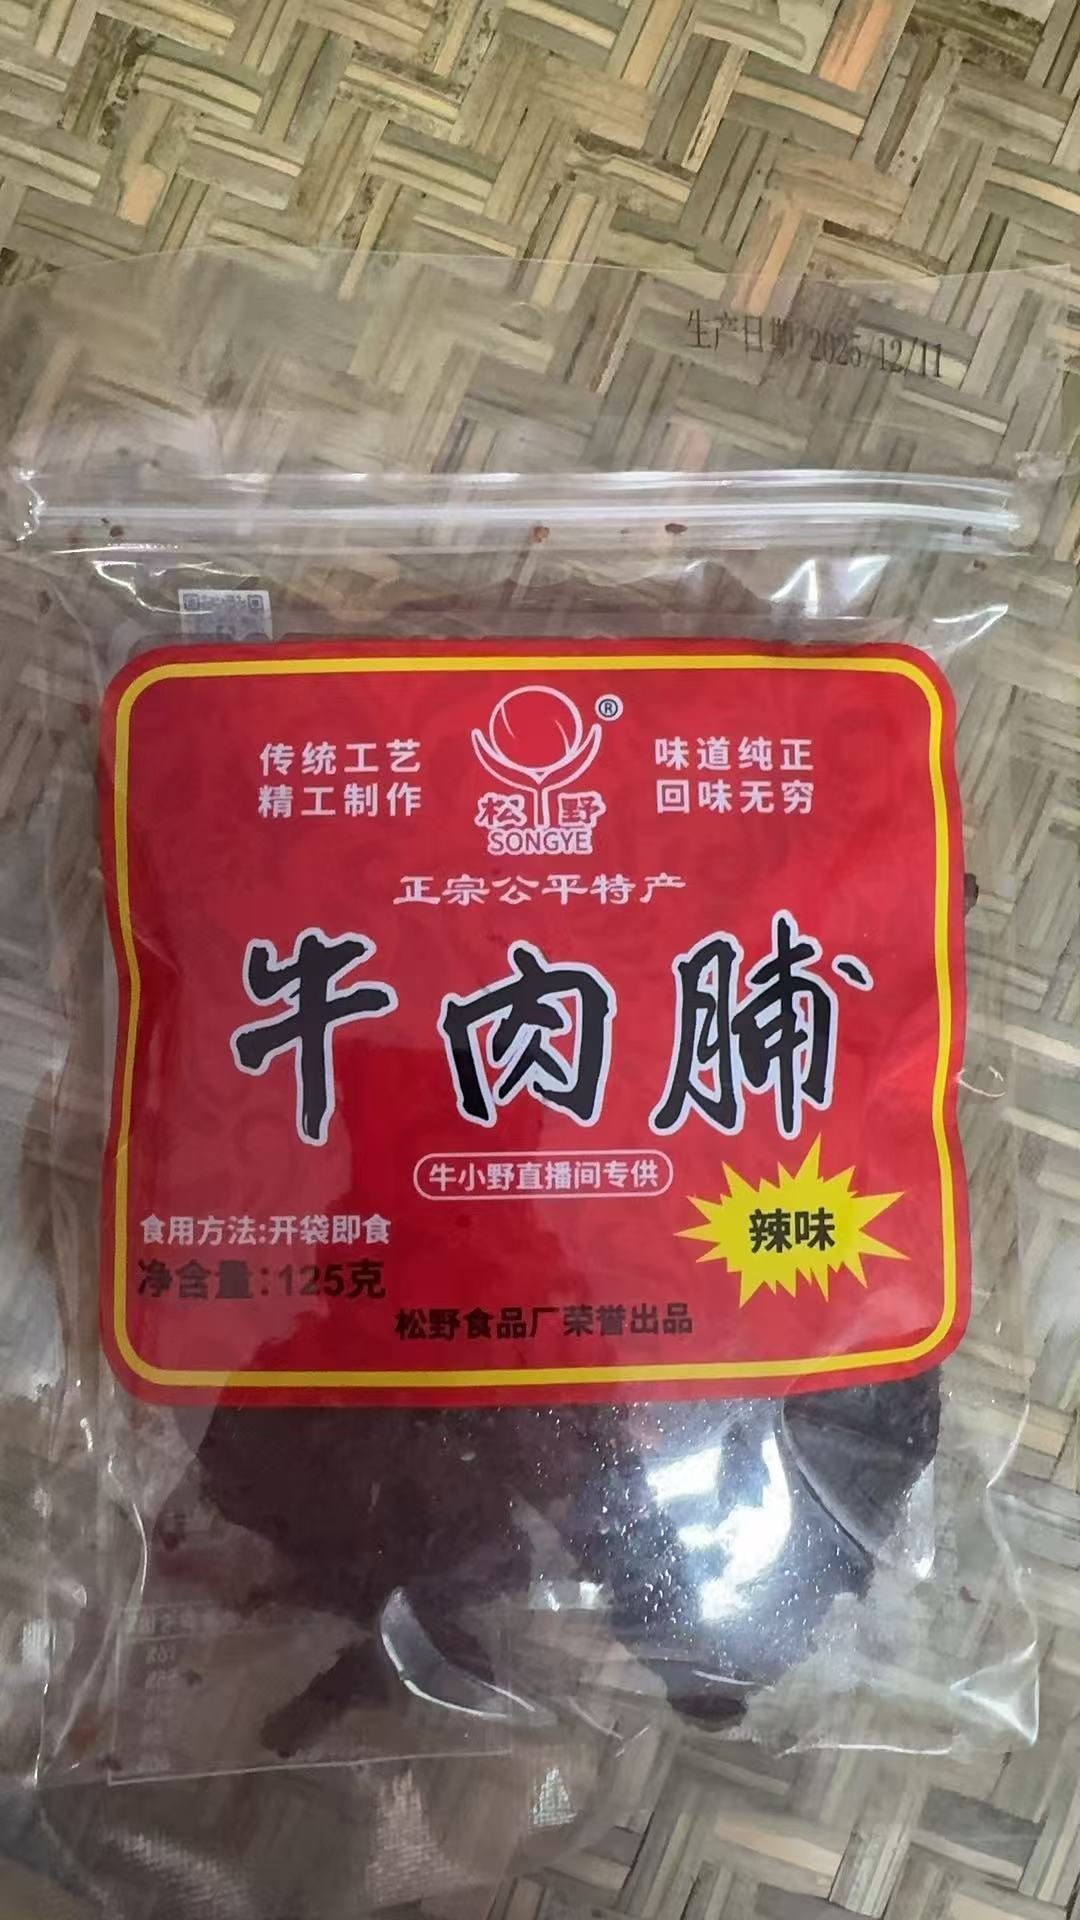 生产日期 2025/12/11
传统工艺
精工制作
®
味道纯正
回味无穷
松野
SONGYE
正宗公平特产
牛肉脯
牛小野直播间专供
辣味
食用方法:开袋即食
净含量:125克
松野食品厂荣誉出品